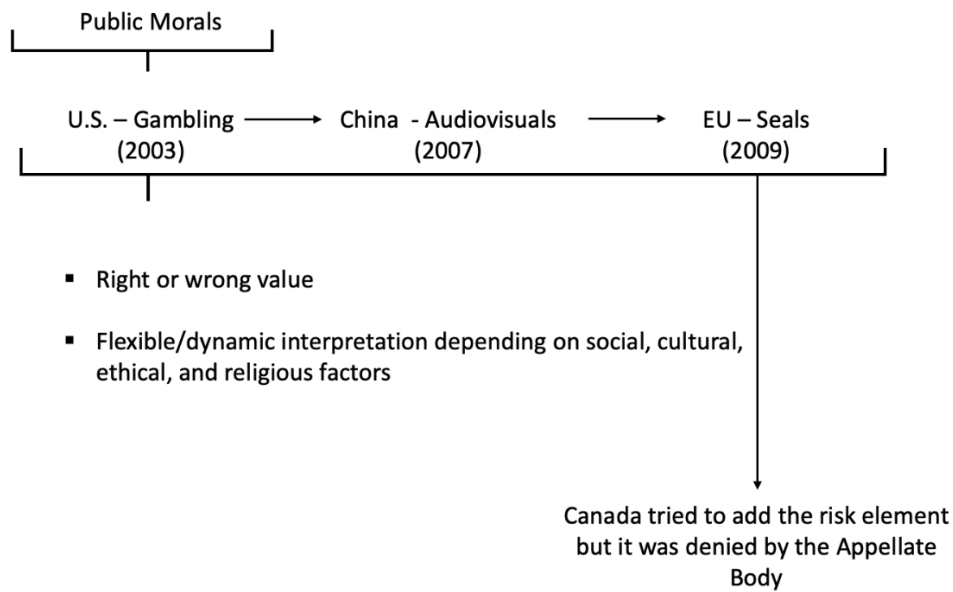 Public Morals
U.S. – Gambling
(2003)
China - Audiovisuals
(2007)
EU – Seals
(2009)
▪ Right or wrong value
▪ Flexible/dynamic interpretation depending on social, cultural,
ethical, and religious factors
Canada tried to add the risk element
but it was denied by the Appellate
Body